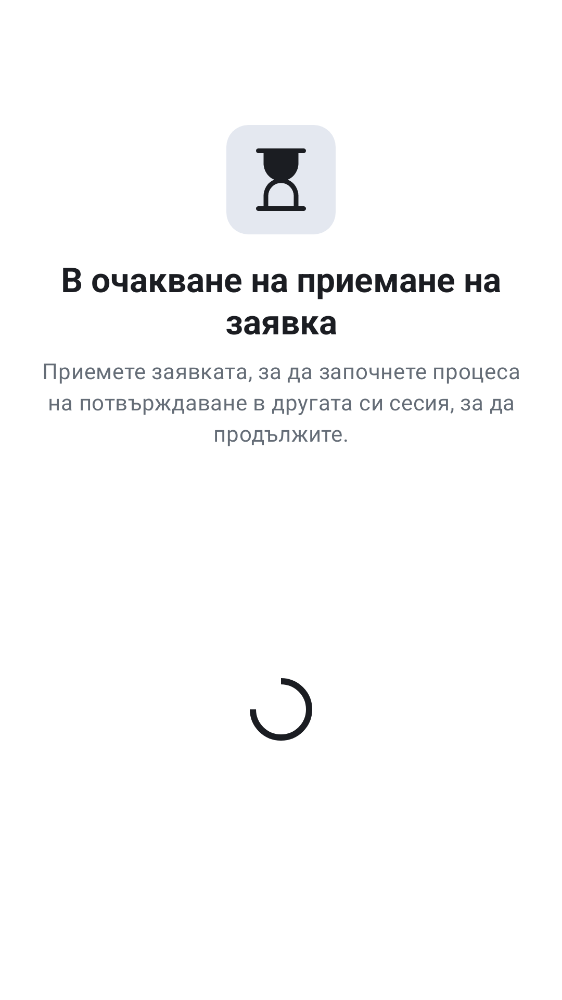 В очакване на приемане на
заявка
Приемете заявката, за да започнете процеса
на потвърждаване в другата си сесия, за да
продължите.